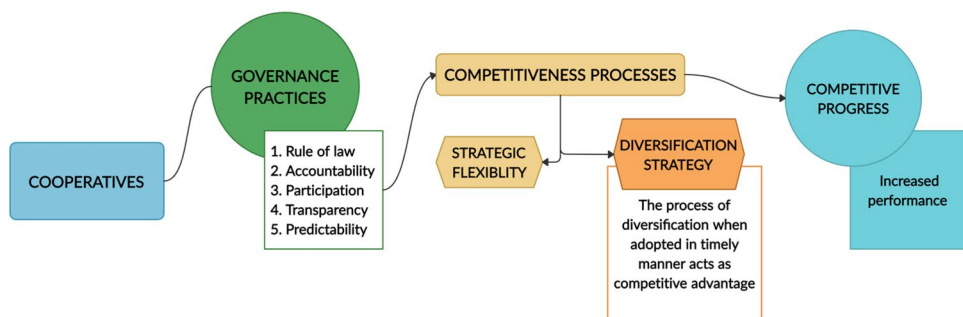 COOPERATIVES
GOVERNANCE
PRACTICES
1. Rule of law
2. Accountability
3. Participation
4. Transparency
5. Predictability
COMPETITIVENESS PROCESSES
STRATEGIC
FLEXIBLITY
DIVERSIFICATION
STRATEGY
The process of
diversification when
adopted in timely
manner acts as
competitive advantage
COMPETITIVE
PROGRESS
Increased
performance